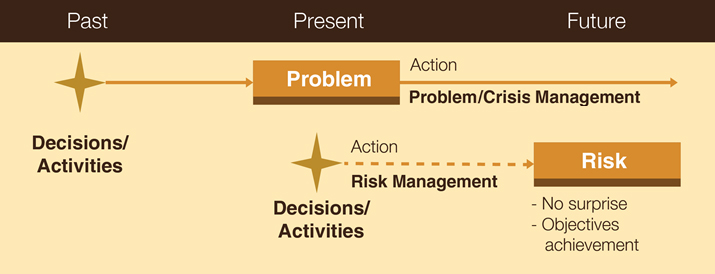 Past
Present
Future
Problem
Action
Problem/Crisis Management
Decisions/
Activities
Action
Risk Management
Risk
Decisions/
Activities
- No surprise
- Objectives
achievement